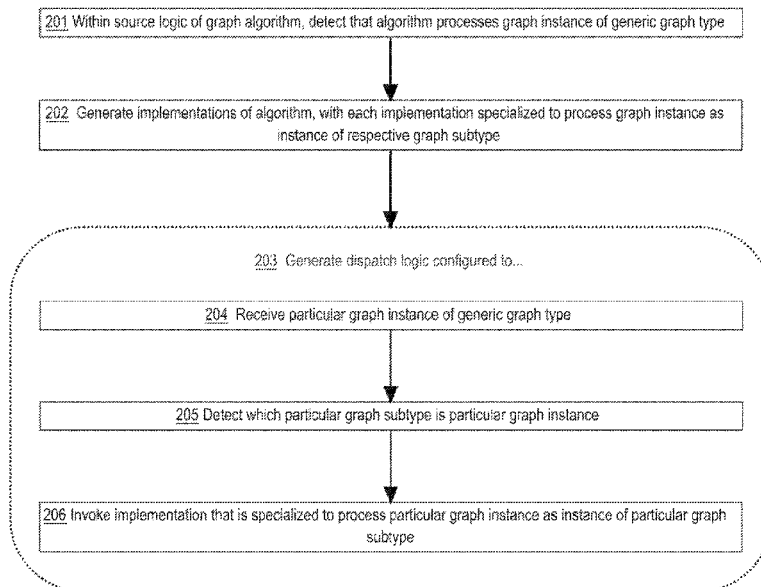 201 Within source logic of graph algorithm, detect that algorithm processes graph instance of generic graph type
202 Generate implementations of algorithm, with each implementation specialized to process graph instance as
instance of respective graph subtype
203 Generate dispatch logic configured to...
204 Receive particular graph instance of generic graph type
205 Detect which particular graph subtype is particular graph instance
206 Invoke implementation that is specialized to process particular graph instance as instance of particular graph
subtype